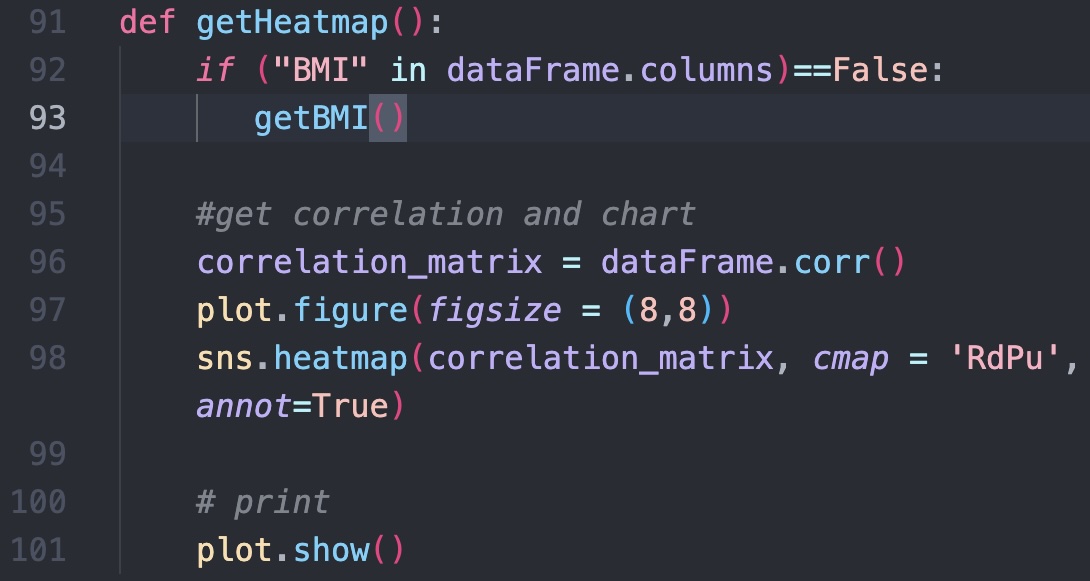 91 def getHeatmap():
92     if ("BMI" in dataFrame.columns)==False:
93        getBMI()
94
95     #get correlation and chart
96     correlation_matrix = dataFrame.corr()
97     plot.figure(figsize = (8,8))
98     sns.heatmap(correlation_matrix, cmap = 'RdPu',
    annot=True)
99
100     # print
101     plot.show()